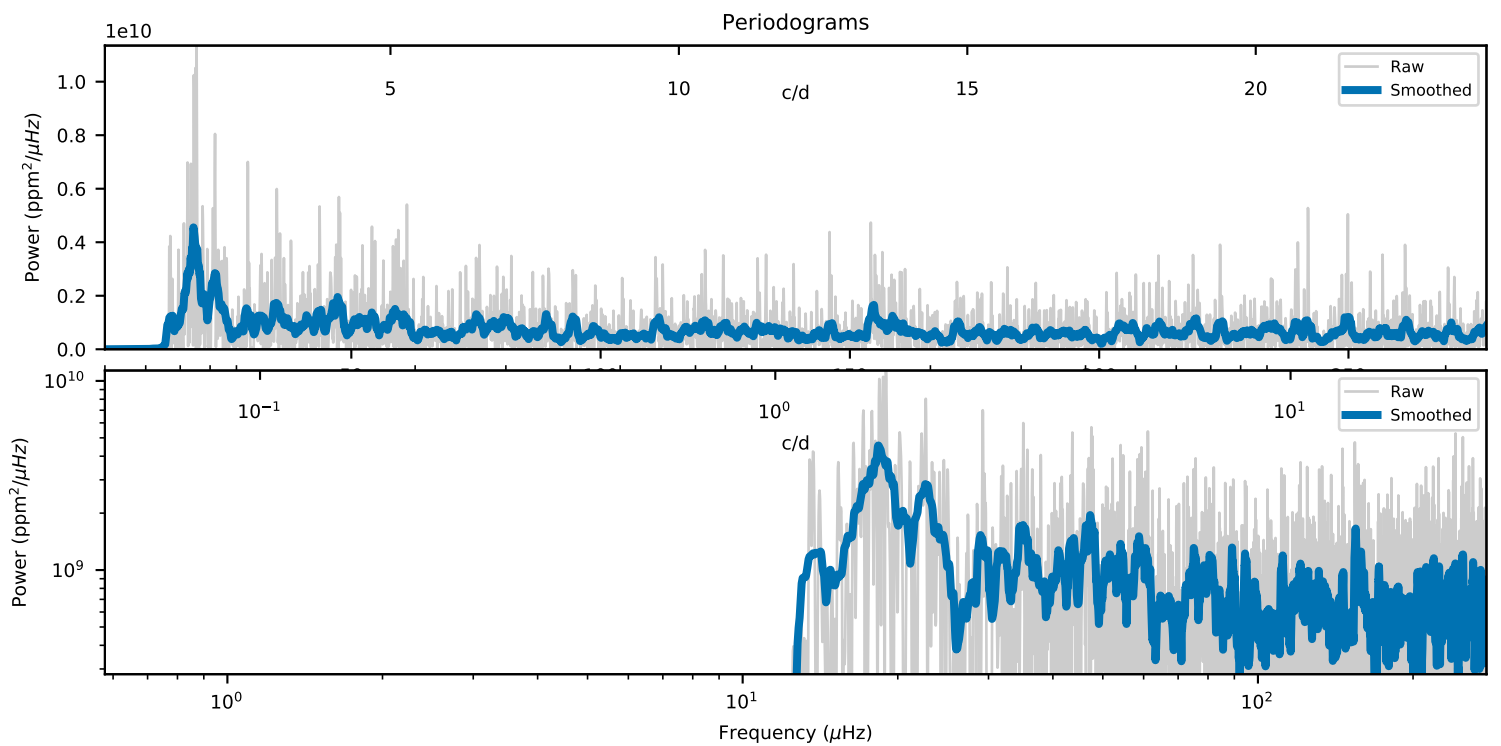 Periodograms
1e10
Power (ppm²/μHz)
1.0
0.8
0.6
0.4
0.2
0.0
5
10
15
20
c/d
Raw
Smoothed
Power (ppm²/μHz)
10¹⁰
10⁹
10⁻¹
10⁰
10¹
c/d
Raw
Smoothed
10⁰
10¹
10²
Frequency (μHz)